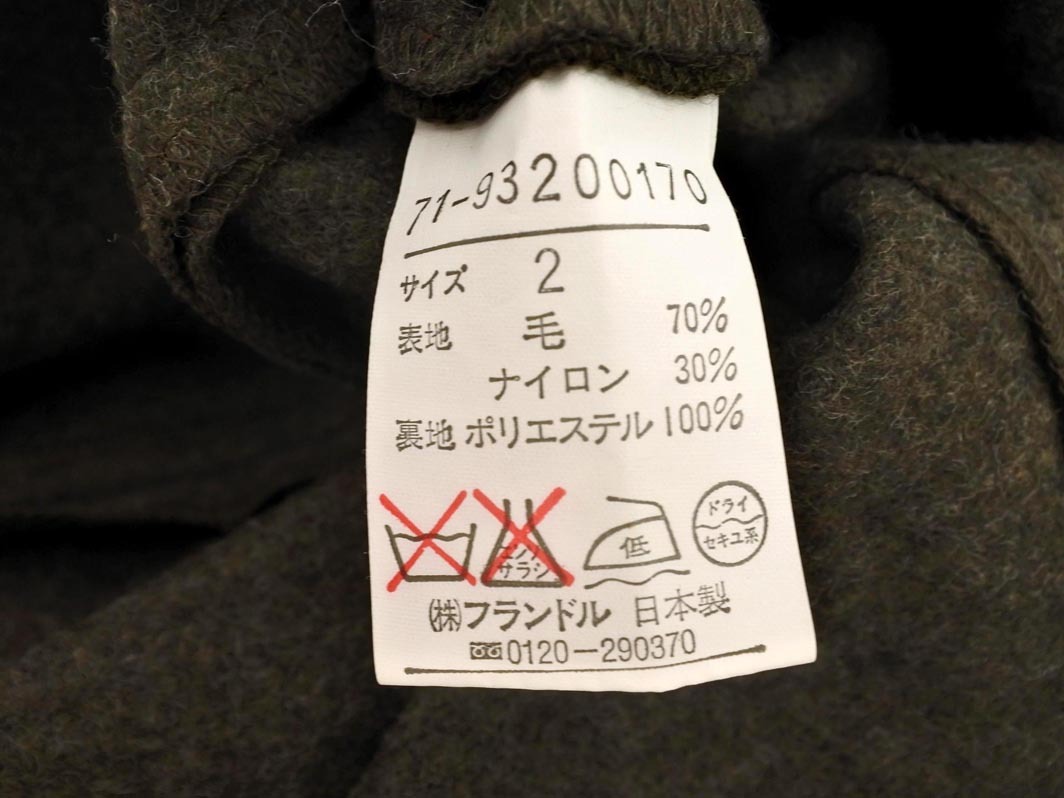 71-93200170
サイズ 2
表地 毛 70%
ナイロン 30%
裏地 ポリエステル 100%
エンソ
サラシ
低
ドライ
セキユ系
㈱フランドル 日本製
0120-290370